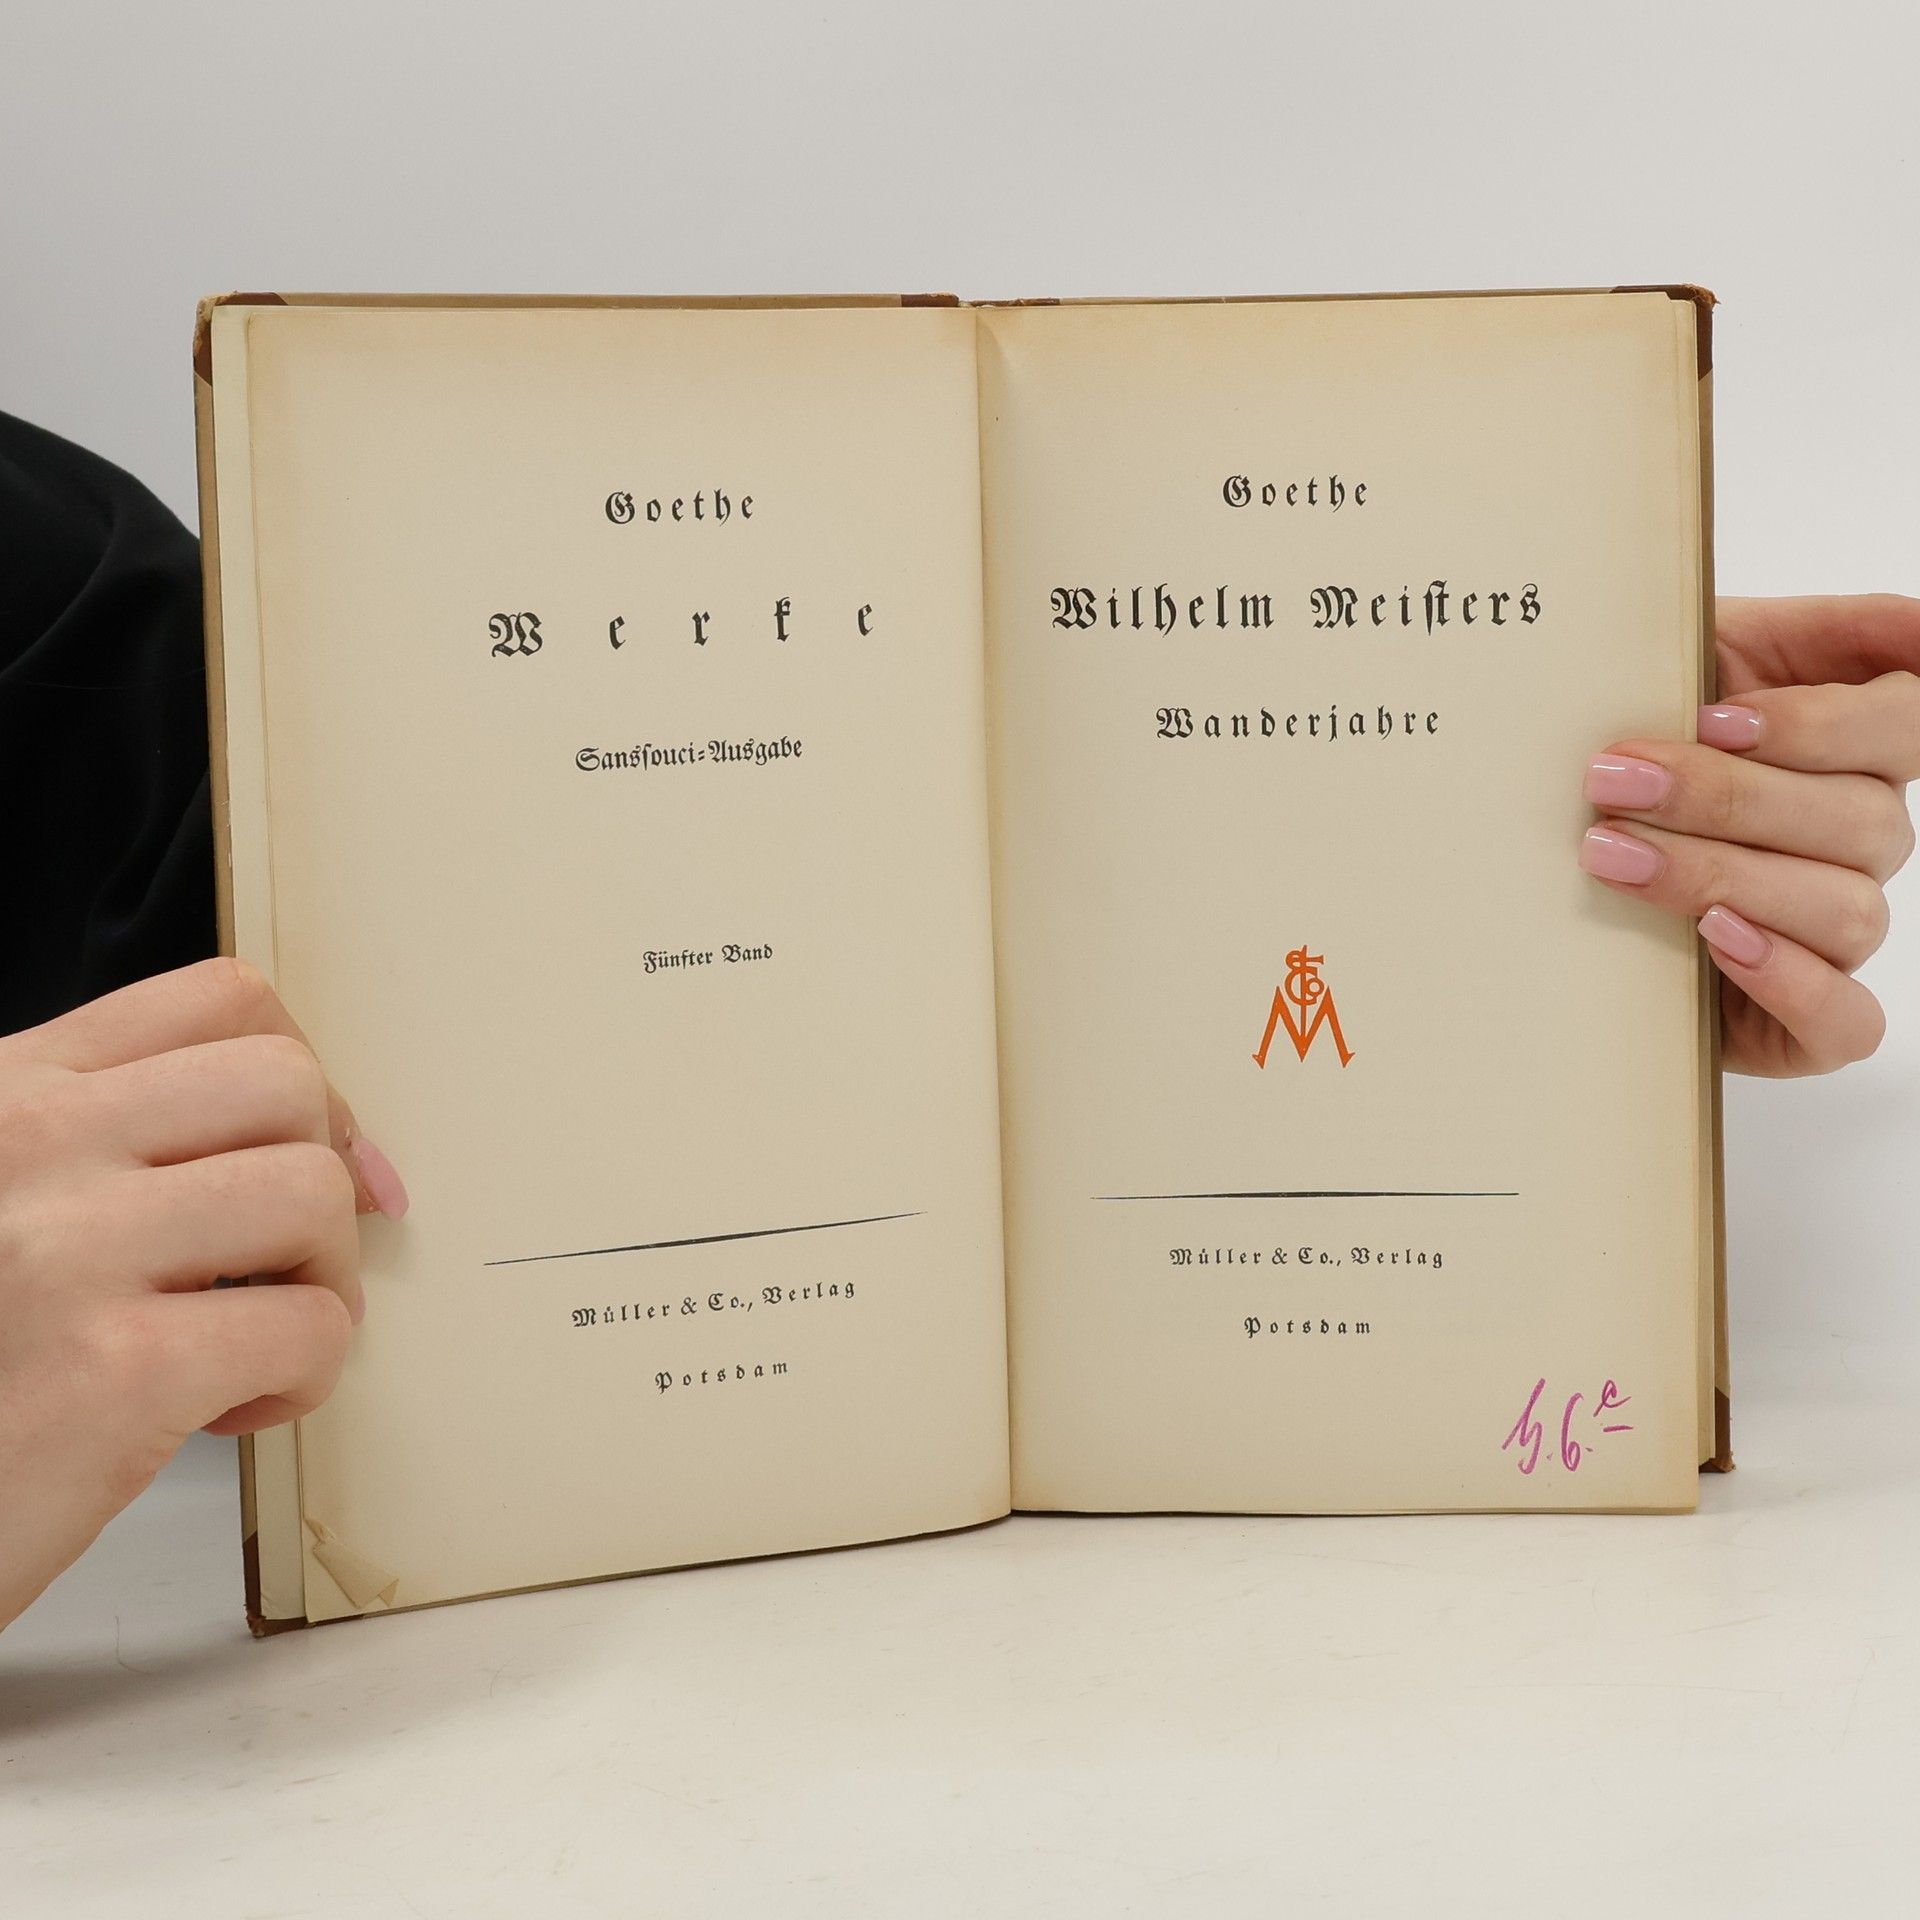 Goethe
Werke
Sansſouci=Ausgabe
Fünfter Band
Müller & Co., Verlag
Potsdam
Goethe
Wilhelm Meiſters
Wanderjahre
Müller & Co., Verlag
Potsdam